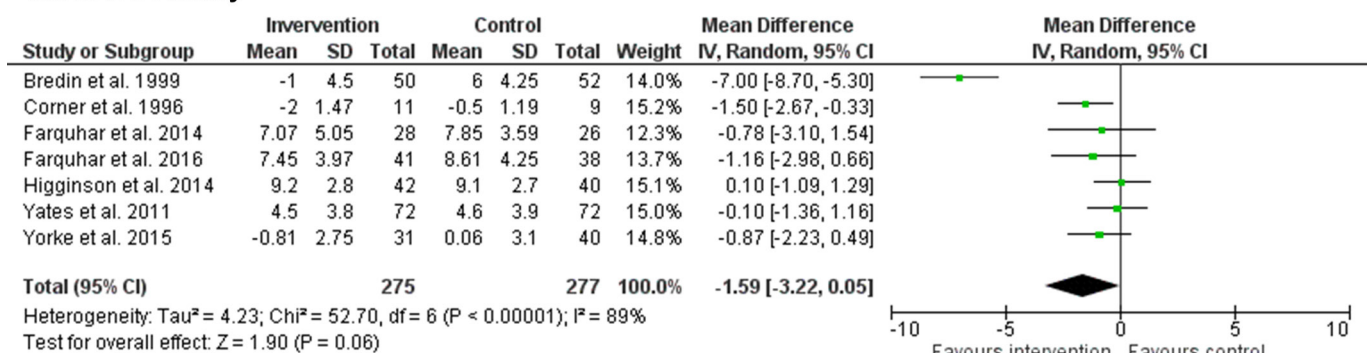 Invervention Control Mean Difference Mean Difference
Study or Subgroup Mean SD Total Mean SD Total Weight IV, Random, 95% CI IV, Random, 95% CI
Bredin et al. 1999 -1 4.5 50 6 4.25 52 14.0% -7.00 [-8.70, -5.30]
Corner et al. 1996 -2 1.47 11 -0.5 1.19 9 15.2% -1.50 [-2.67, -0.33]
Farquhar et al. 2014 7.07 5.05 28 7.85 3.59 26 12.3% -0.78 [-3.10, 1.54]
Farquhar et al. 2016 7.45 3.97 41 8.61 4.25 38 13.7% -1.16 [-2.98, 0.66]
Higginson et al. 2014 9.2 2.8 42 9.1 2.7 40 15.1% 0.10 [-1.09, 1.29]
Yates et al. 2011 4.5 3.8 72 4.6 3.9 72 15.0% -0.10 [-1.36, 1.16]
Yorke et al. 2015 -0.81 2.75 31 0.06 3.1 40 14.8% -0.87 [-2.23, 0.49]
Total (95% CI) 275 277 100.0% -1.59 [-3.22, 0.05]
Heterogeneity: Tau² = 4.23; Chi² = 52.70, df = 6 (P < 0.00001); I² = 89%
Test for overall effect: Z = 1.90 (P = 0.06)
-10 -5 0 5 10
Favours intervention Favours control